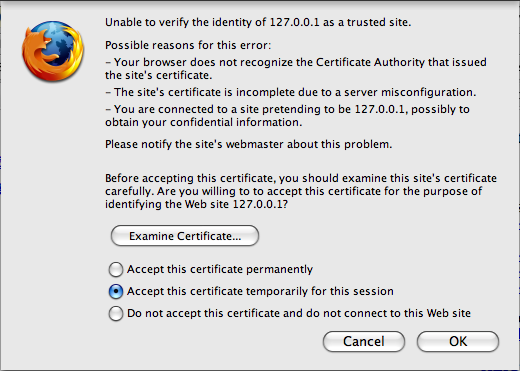 Unable to verify the identity of 127.0.0.1 as a trusted site.
Possible reasons for this error:
- Your browser does not recognize the Certificate Authority that issued
the site's certificate.
- The site's certificate is incomplete due to a server misconfiguration.
- You are connected to a site pretending to be 127.0.0.1, possibly to
obtain your confidential information.
Please notify the site's webmaster about this problem.
Before accepting this certificate, you should examine this site's certificate
carefully. Are you willing to to accept this certificate for the purpose of
identifying the Web site 127.0.0.1?
Examine Certificate...
Accept this certificate permanently
Accept this certificate temporarily for this session
Do not accept this certificate and do not connect to this Web site
Cancel OK